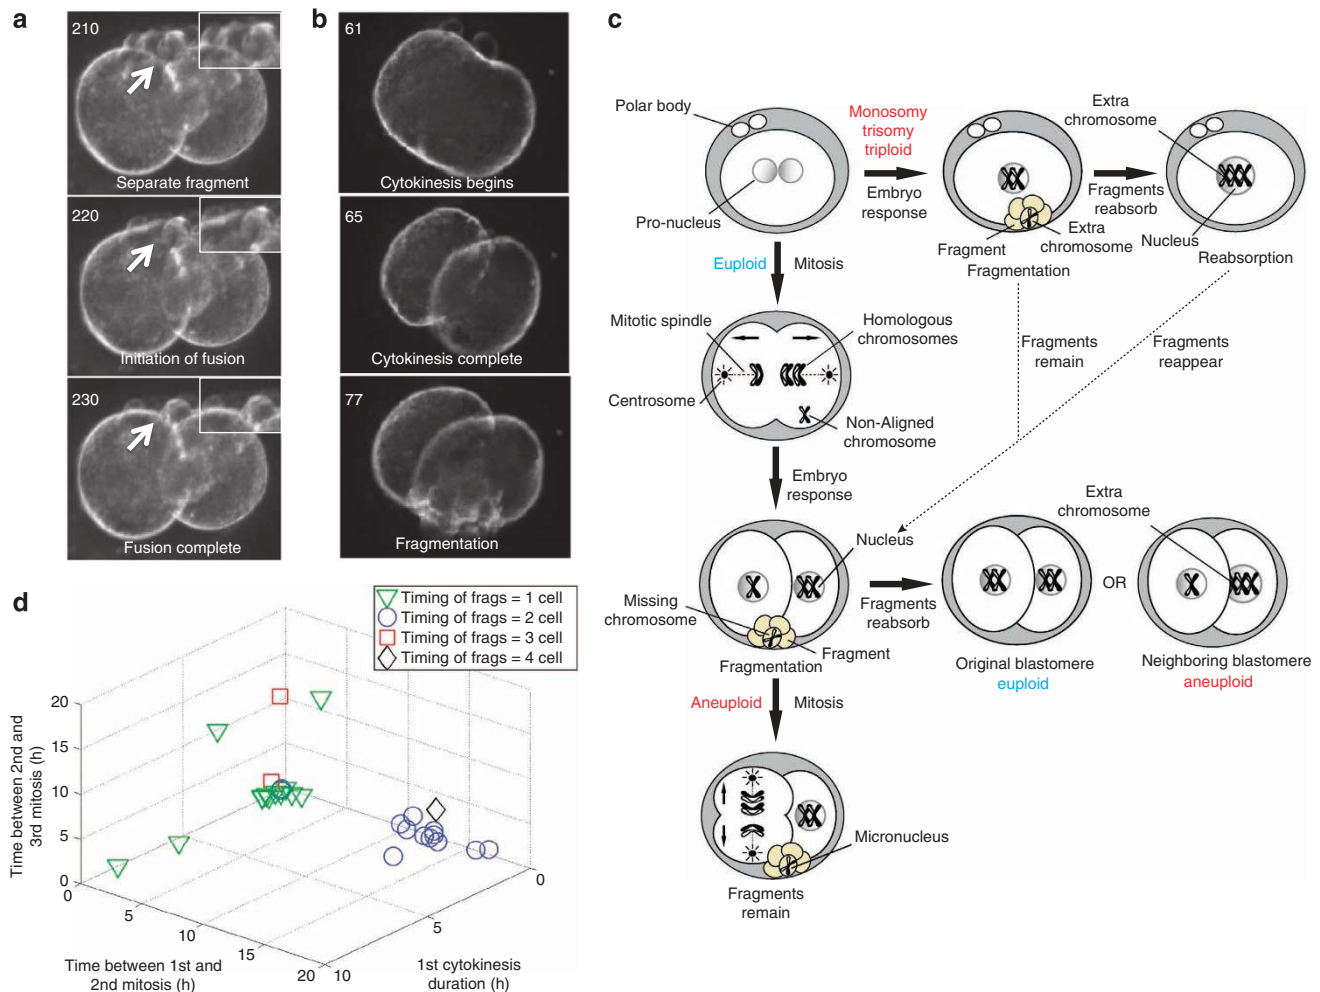 a
210
Separate fragment
220
Initiation of fusion
230
Fusion complete
b
61
Cytokinesis begins
65
Cytokinesis complete
77
Fragmentation
c
Polar body
Pro-nucleus
Monosomy
trisomy
triploid
Embryo
response
Fragment
Extra
chromosome
Fragmentation
Fragments
reabsorb
Extra
chromosome
Nucleus
Reabsorption
Euploid
Mitosis
Fragments
remain
Fragments
reappear
Mitotic spindle
Homologous
chromosomes
Centrosome
Non-Aligned
chromosome
Embryo
response
Nucleus
Missing
chromosome
Fragment
Fragmentation
Fragments
reabsorb
Original blastomere
euploid
OR
Extra
chromosome
Neighboring blastomere
aneuploid
Aneuploid
Mitosis
Micronucleus
Fragments
remain
d
Timing of frags = 1 cell
Timing of frags = 2 cell
Timing of frags = 3 cell
Timing of frags = 4 cell
Time between 2nd and
3rd mitosis (h)
20
15
10
5
0
0
5
10
15
20
Time between 1st and
2nd mitosis (h)
10
5
0
1st cytokinesis
duration (h)